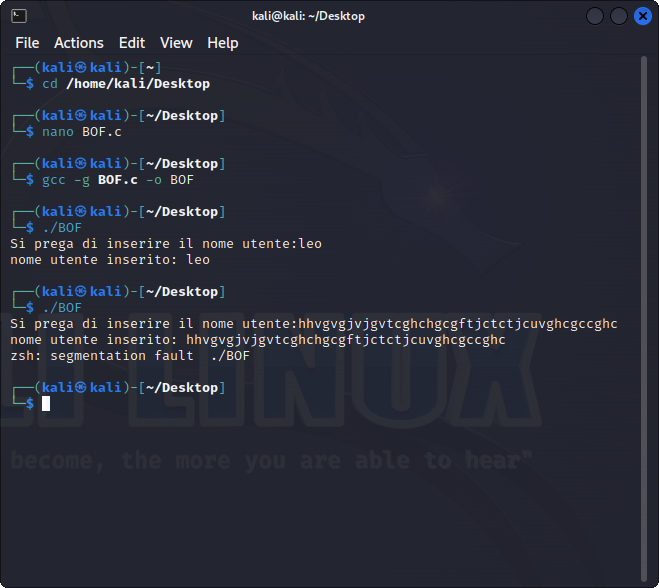 kali@kali: ~/Desktop
File Actions Edit View Help
┌──(kali㉿kali)-[~]
└─$ cd /home/kali/Desktop
┌──(kali㉿kali)-[~/Desktop]
└─$ nano BOF.c
┌──(kali㉿kali)-[~/Desktop]
└─$ gcc -g BOF.c -o BOF
┌──(kali㉿kali)-[~/Desktop]
└─$ ./BOF
Si prega di inserire il nome utente:leo
nome utente inserito: leo
┌──(kali㉿kali)-[~/Desktop]
└─$ ./BOF
Si prega di inserire il nome utente:hhvgvgjvjgvtcghchgcgftjctctjcuvghcgccghc
nome utente inserito: hhvgvgjvjgvtcghchgcgftjctctjcuvghcgccghc
zsh: segmentation fault  ./BOF
┌──(kali㉿kali)-[~/Desktop]
└─$
LI LINUX
become, the more you are able to hear"